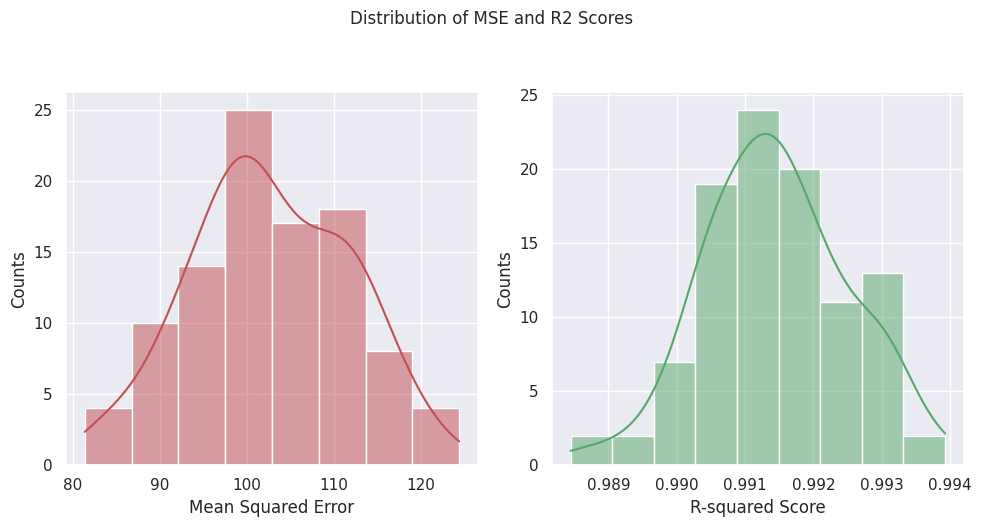 Distribution of MSE and R2 Scores
25
20
15
10
5
0
Counts
80 90 100 110 120
Mean Squared Error
25
20
15
10
5
0
Counts
0.989 0.990 0.991 0.992 0.993 0.994
R-squared Score